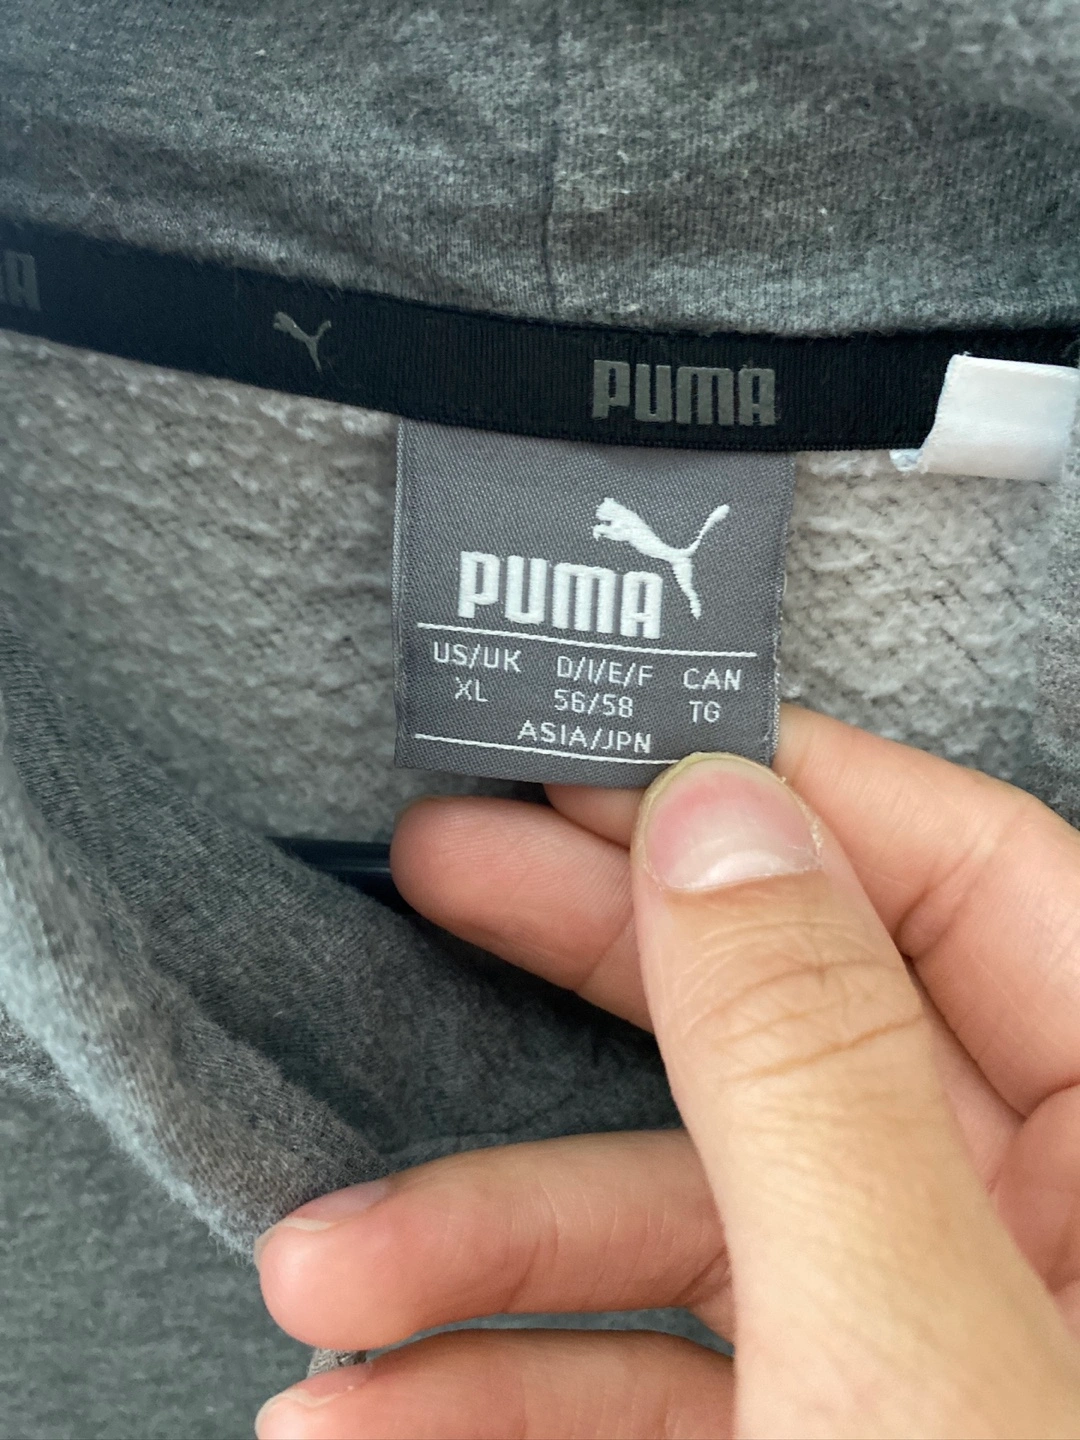 PUMA
PUMA
US/UK D/I/E/F CAN
XL 56/58 TG
ASIA/JPN